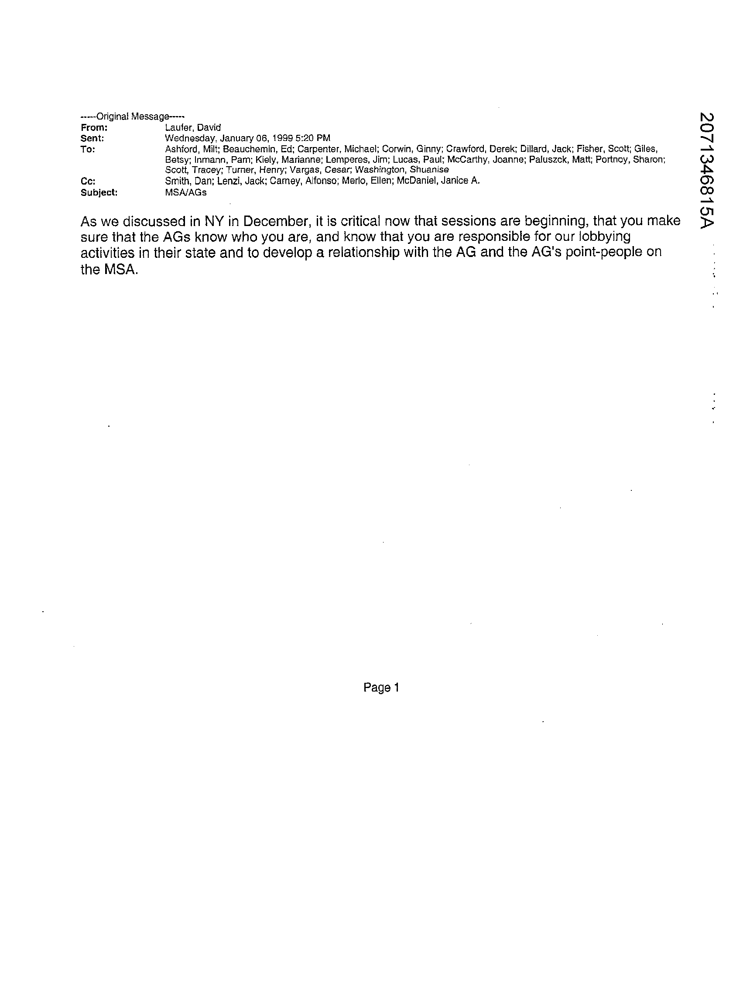 -----Original Message-----
From: Laufer, David
Sent: Wednesday, January 06, 1999 5:20 PM
To: Ashford, Milt; Beauchemin, Ed; Carpenter, Michael; Corwin, Ginny; Crawford, Derek; Dillard, Jack; Fisher, Scott; Giles,
Betsy; Inmann, Pam; Kiely, Marianne; Lemperes, Jim; Lucas, Paul; McCarthy, Joanne; Paluszck, Matt; Portnoy, Sharon;
Scott, Tracey; Turner, Henry; Vargas, Cesar; Washington, Shuanise
Cc: Smith, Dan; Lenzi, Jack; Carney, Alfonso; Merlo, Ellen; McDaniel, Janice A.
Subject: MSA/AGs
As we discussed in NY in December, it is critical now that sessions are beginning, that you make
sure that the AGs know who you are, and know that you are responsible for our lobbying
activities in their state and to develop a relationship with the AG and the AG's point-people on
the MSA.
Page 1
2071346815A